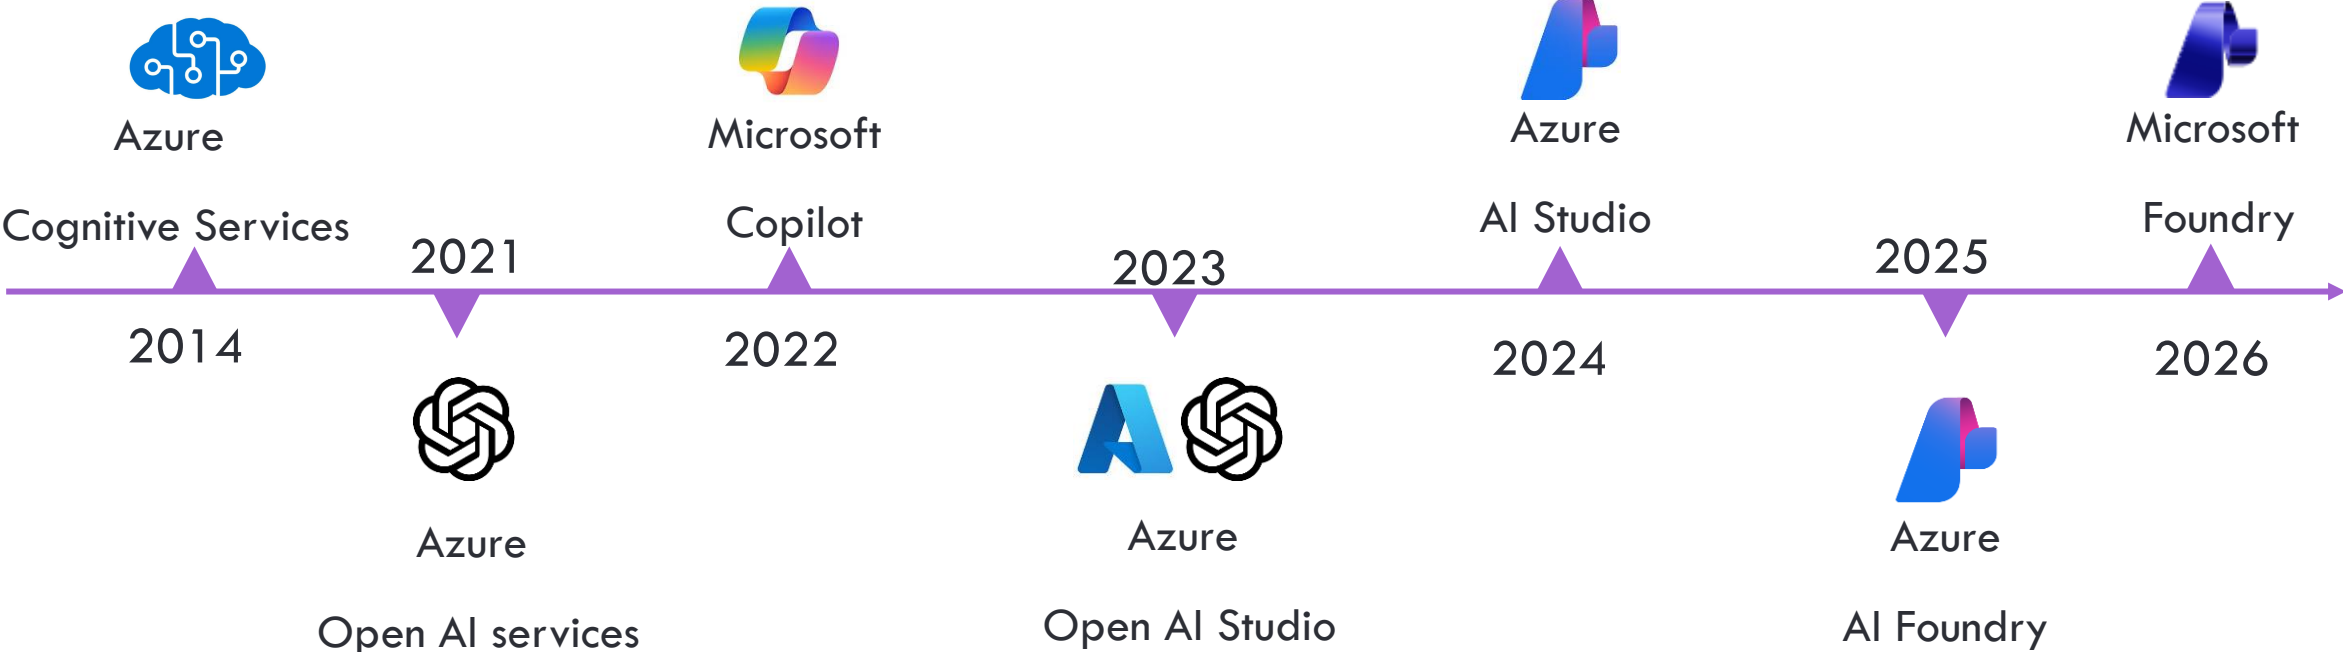 Azure
Cognitive Services
2014
2021
Azure
Open AI services
Microsoft
Copilot
2022
2023
Azure
Open AI Studio
Azure
AI Studio
2024
2025
Azure
AI Foundry
Microsoft
Foundry
2026